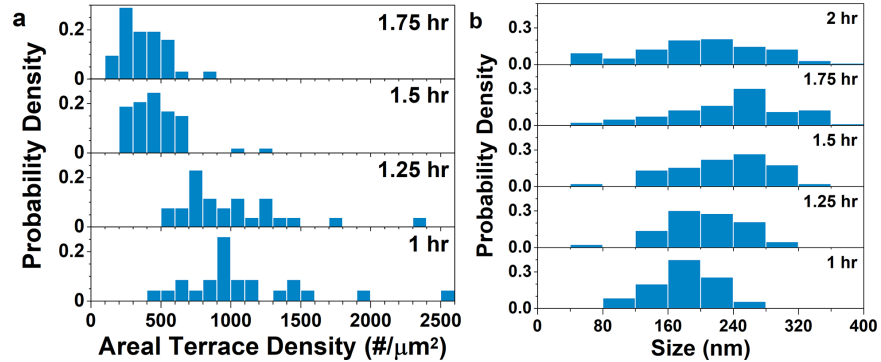 a
Probability Density
0.2
0
1.75 hr
0.2
0
1.5 hr
0.2
0
1.25 hr
0.2
0
1 hr
0 500 1000 1500 2000 2500
Areal Terrace Density (#/μm²)
b
Probability Density
0.3
0.0
2 hr
0.3
0.0
1.75 hr
0.3
0.0
1.5 hr
0.3
0.0
1.25 hr
0.3
0.0
1 hr
0 80 160 240 320 400
Size (nm)